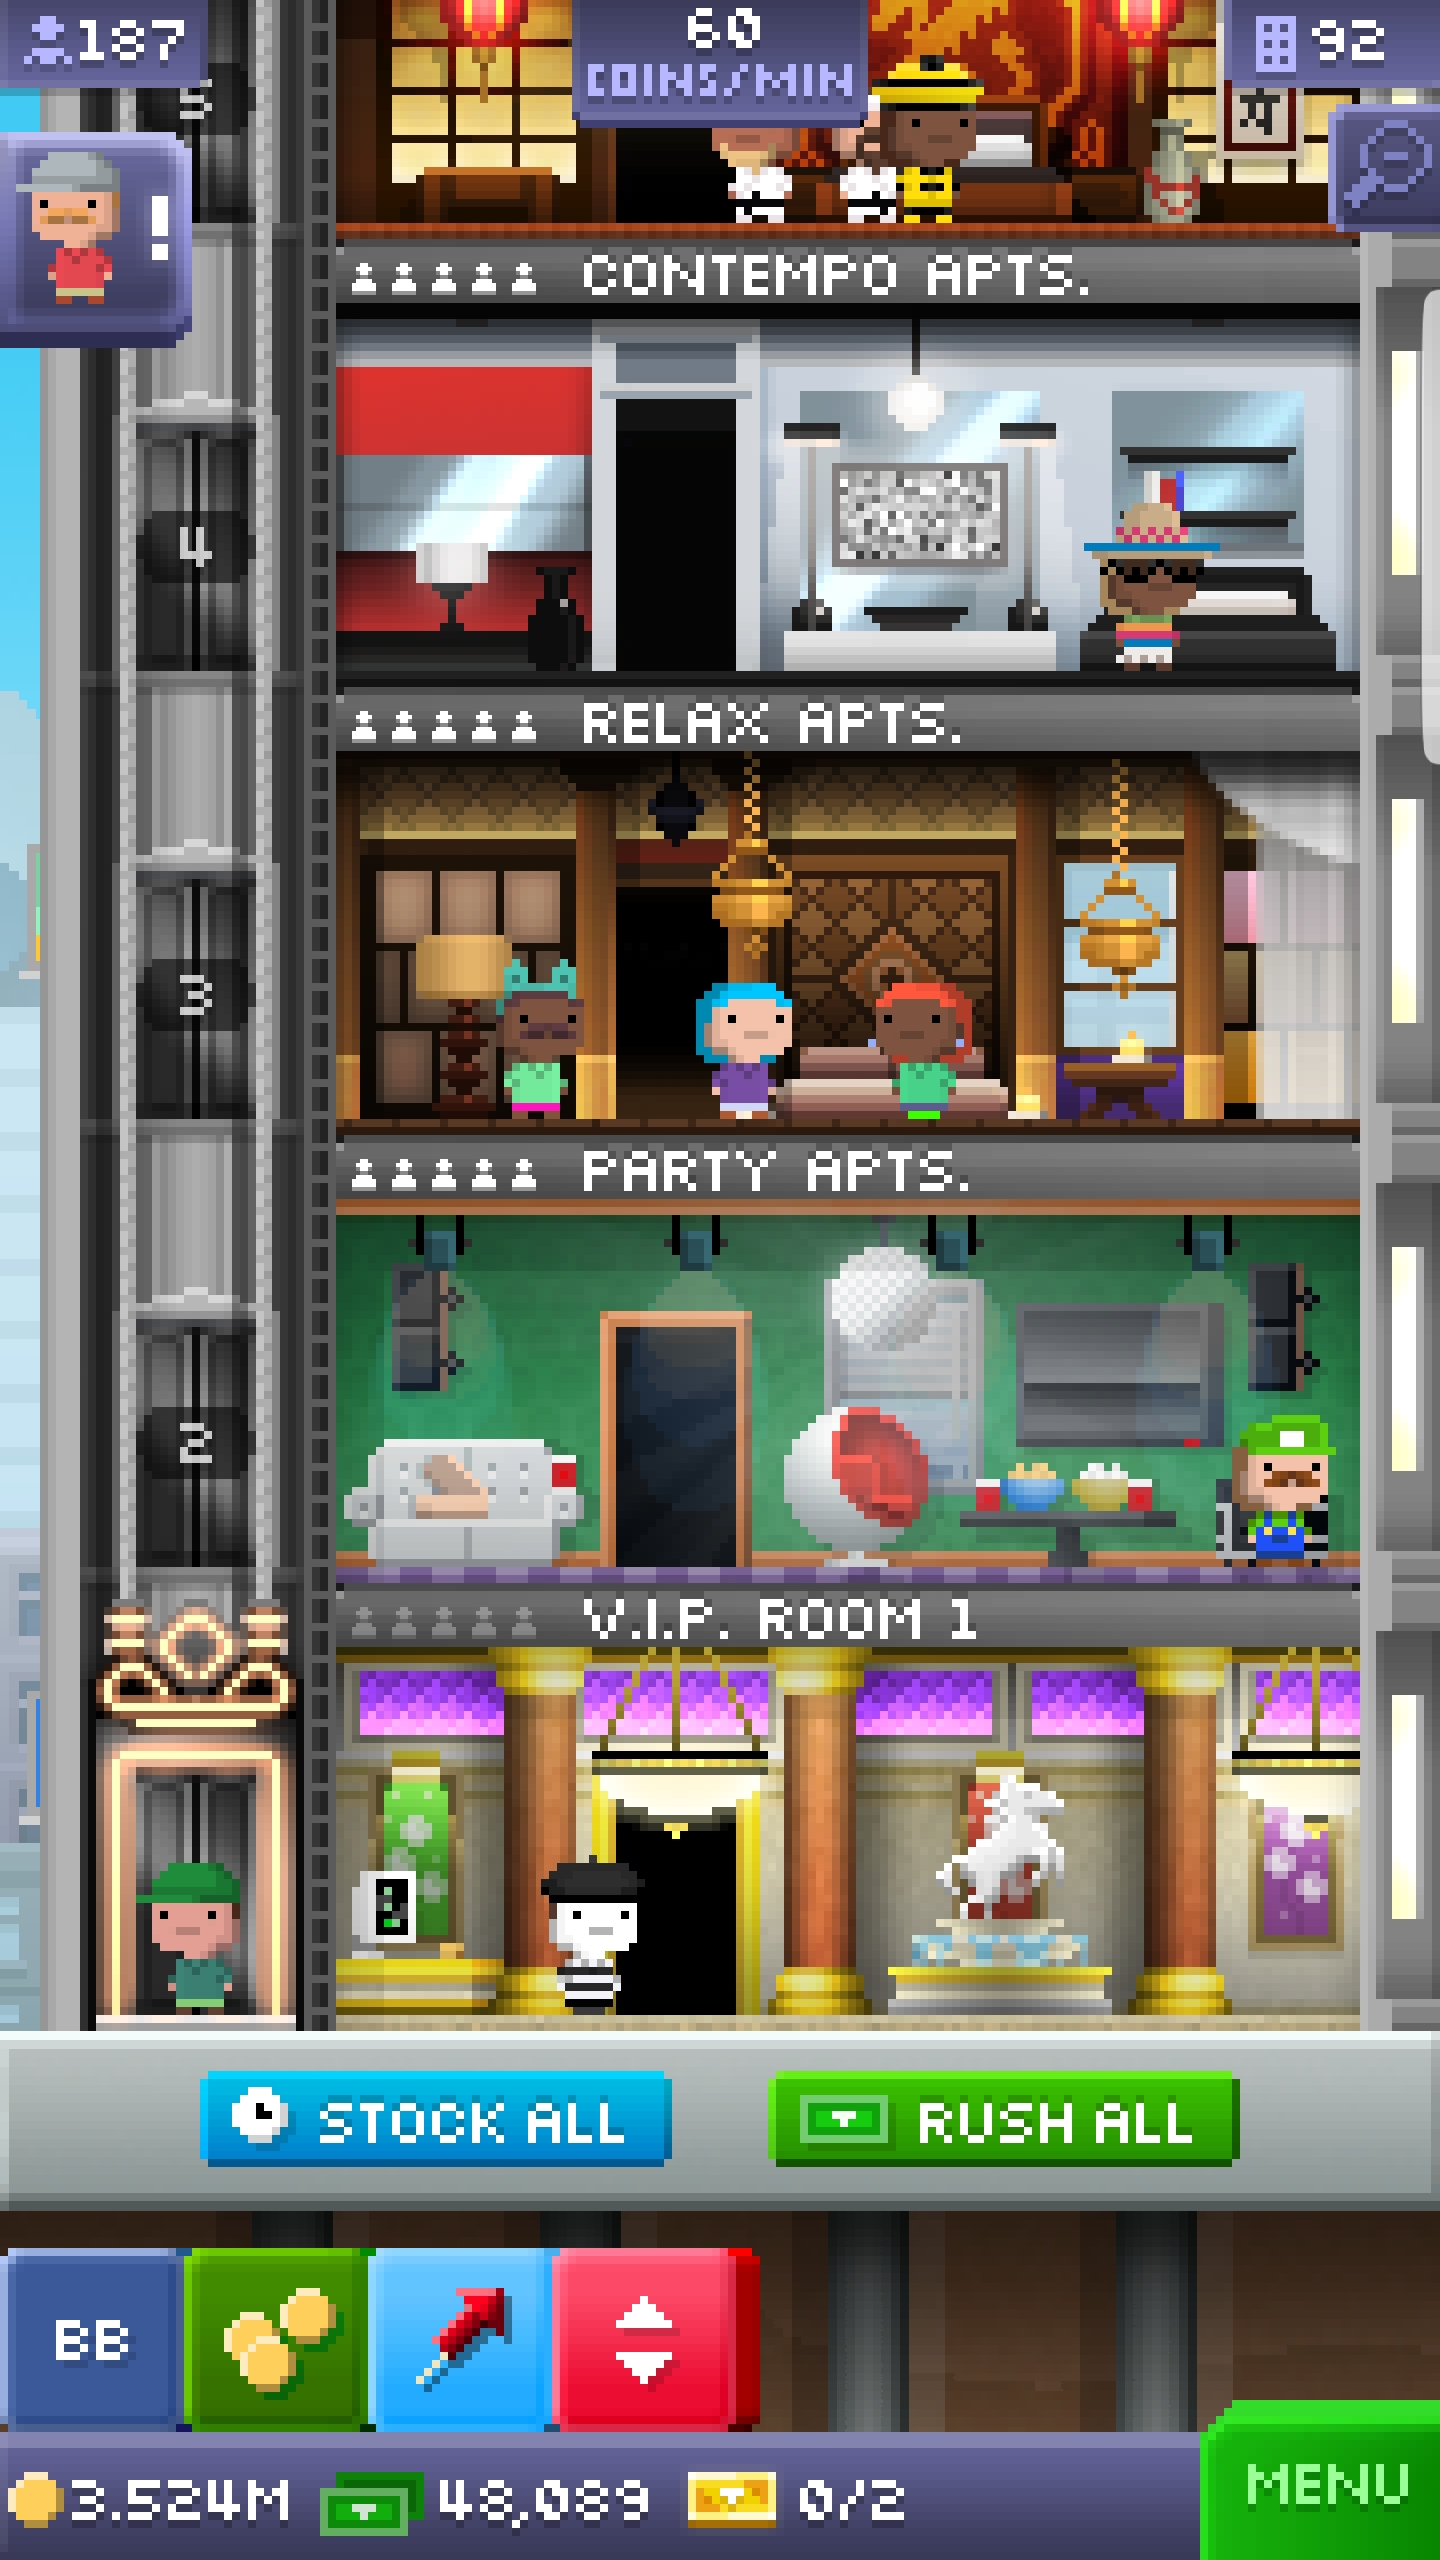 187
60
COINS/MIN
92
5
!
CONTEMPO APTS.
4
RELAX APTS.
3
PARTY APTS.
2
V.I.P. ROOM 1
STOCK ALL
RUSH ALL
BB
3.524M
48,089
0/2
MENU